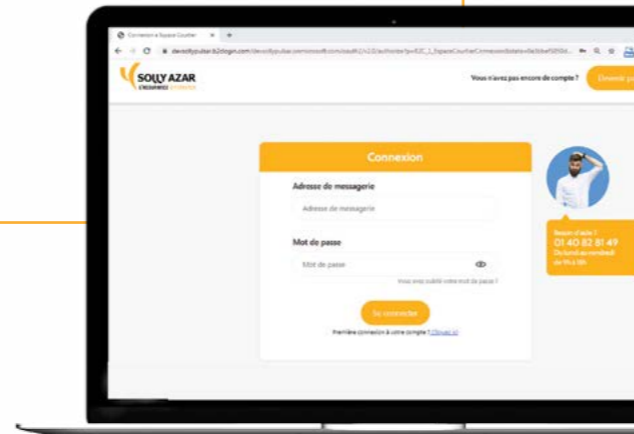 Connexion à Espace Courtier
SOLLY AZAR
Vous n'avez pas encore de compte ?
Connexion
Adresse de messagerie
Adresse de messagerie
Mot de passe
Mot de passe
Vous avez oublié votre mot de passe ?
Se connecter
Première connexion à votre compte ? Cliquez ici
Besoin d'aide ?
01 40 82 81 49
Du lundi au vendredi
de 9h à 18h